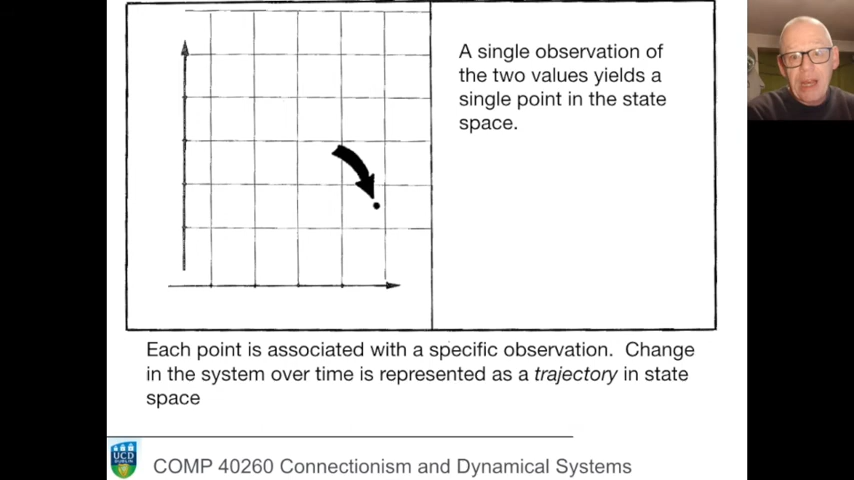 A single observation of
the two values yields a
single point in the state
space.
Each point is associated with a specific observation.  Change
in the system over time is represented as a trajectory in state
space
UCD
DUBLIN
COMP 40260 Connectionism and Dynamical Systems